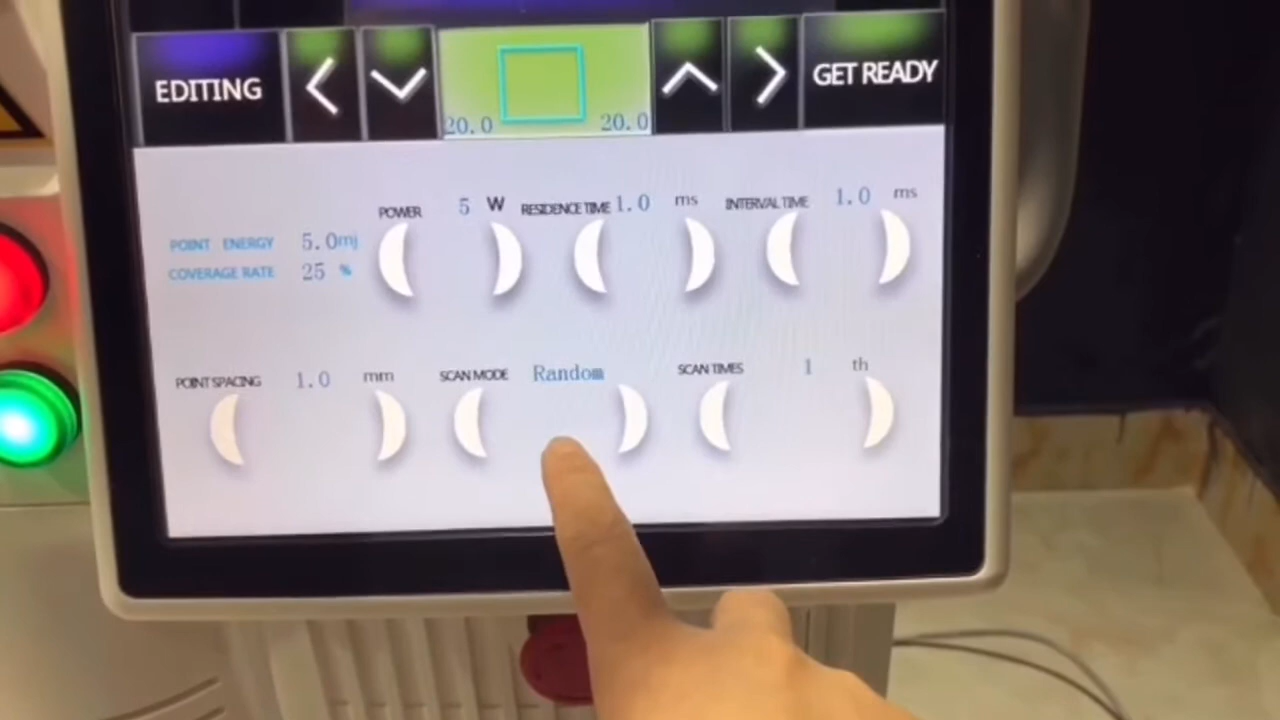 EDITING
GET READY
20.0 20.0
POWER 5 W RESIDENCE TIME 1.0 ms INTERVAL TIME 1.0 ms
POINT ENERGY 5.0mj
COVERAGE RATE 25 %
POINT SPACING 1.0 mm SCAN MODE Random SCAN TIMES 1 th